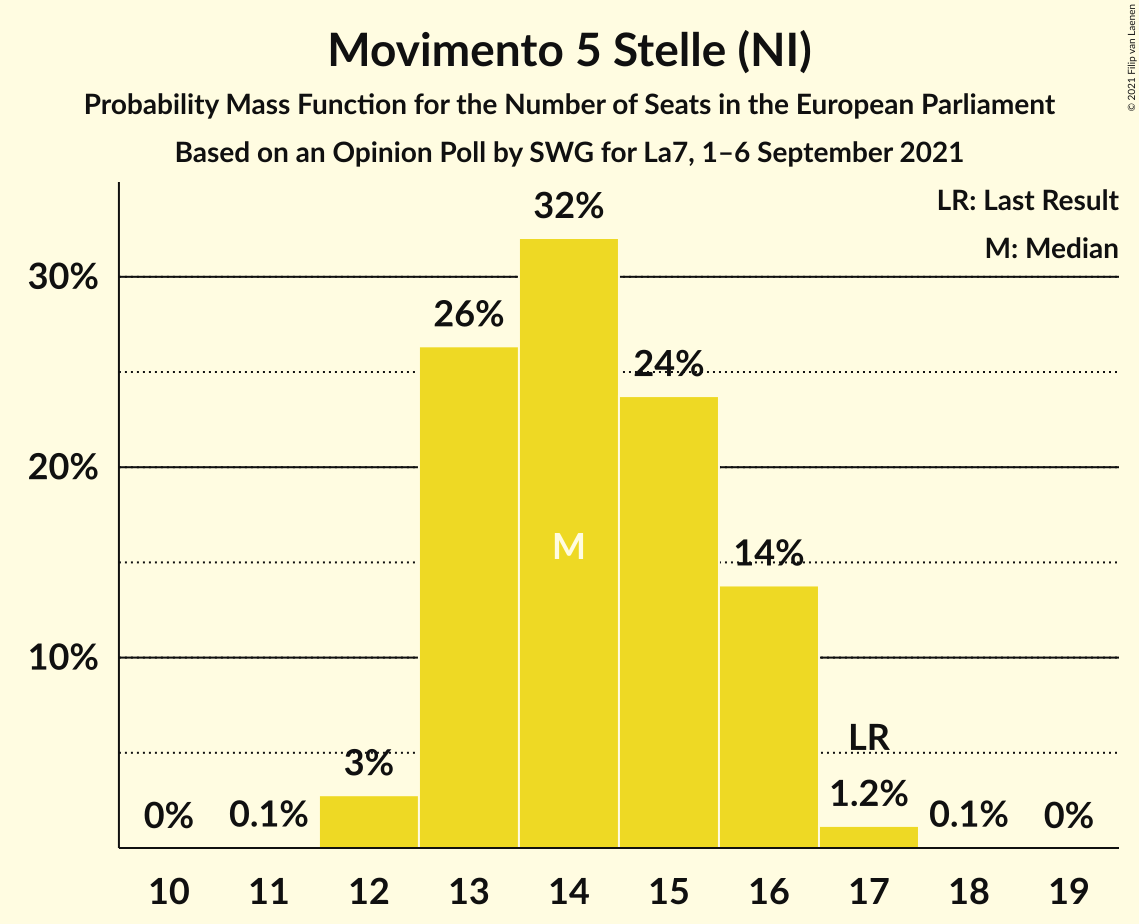 Movimento 5 Stelle (NI)
Probability Mass Function for the Number of Seats in the European Parliament
Based on an Opinion Poll by SWG for La7, 1–6 September 2021
© 2021 Filip van Laenen
LR: Last Result
M: Median
30%
20%
10%
0%
0.1%
3%
26%
32%
24%
14%
1.2%
0.1%
0%
M
LR
10 11 12 13 14 15 16 17 18 19